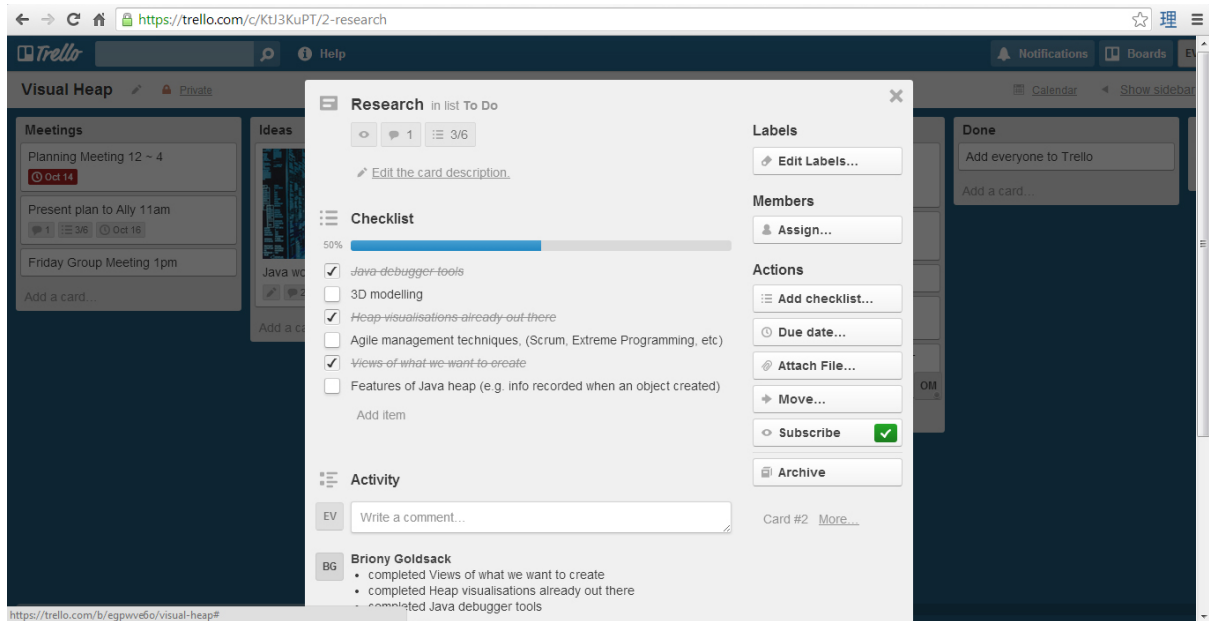 https://trello.com/c/KtJ3KuPT/2-research
理
Trello
Help
Notifications
Boards
EV
Visual Heap
Private
Calendar
Show sidebar
Meetings
Planning Meeting 12 ~ 4
Oct 14
Present plan to Ally 11am
1
3/6
Oct 16
Friday Group Meeting 1pm
Add a card...
Ideas
Java wo
2
Add a ca
Research in list To Do
1
3/6
Edit the card description.
Checklist
50%
Java debugger tools
3D modelling
Heap visualisations already out there
Agile management techniques, (Scrum, Extreme Programming, etc)
Views of what we want to create
Features of Java heap (e.g. info recorded when an object created)
Add item
Activity
EV
Write a comment...
BG
Briony Goldsack
• completed Views of what we want to create
• completed Heap visualisations already out there
• completed Java debugger tools
Labels
Edit Labels...
Members
Assign...
Actions
Add checklist...
Due date...
Attach File...
Move...
Subscribe
Archive
Card #2 More...
OM
Done
Add everyone to Trello
Add a card...
https://trello.com/b/egpwve6o/visual-heap#